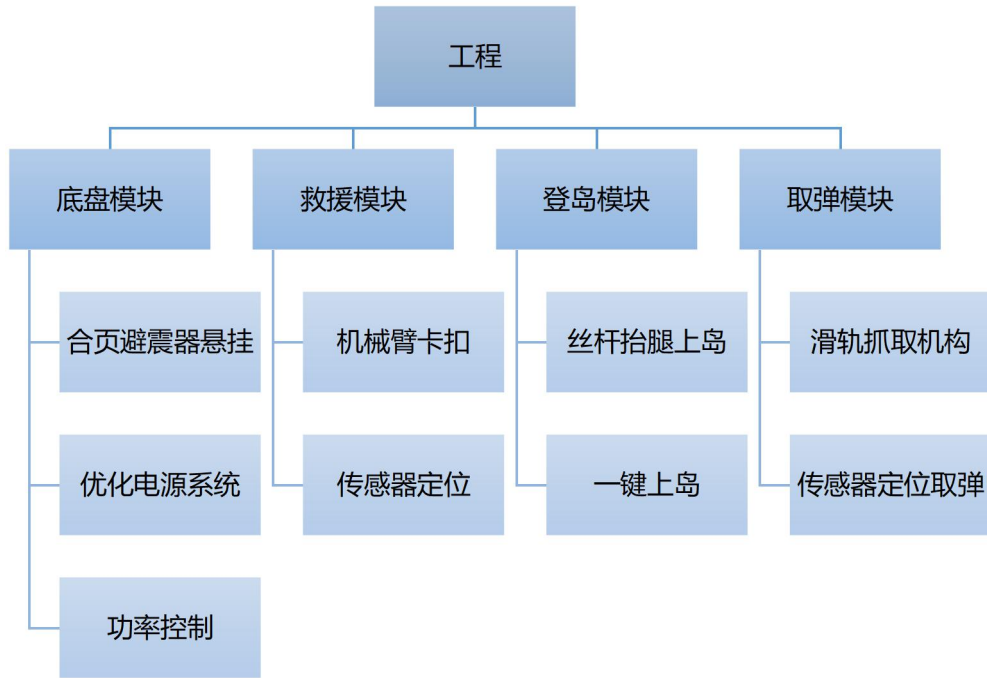 工程
底盘模块
救援模块
登岛模块
取弹模块
合页避震器悬挂
机械臂卡扣
丝杆抬腿上岛
滑轨抓取机构
优化电源系统
传感器定位
一键上岛
传感器定位取弹
功率控制